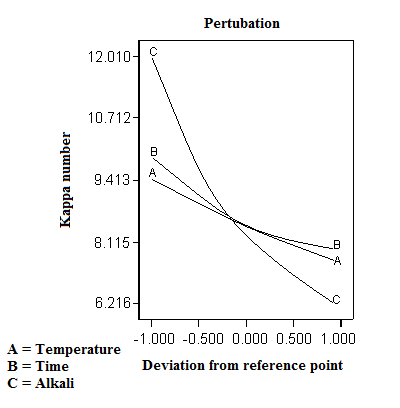 Pertubation
Kappa number
12.010
10.712
9.413
8.115
6.216
C
B
A
B
A
C
-1.000 -0.500 0.000 0.500 1.000
Deviation from reference point
A = Temperature
B = Time
C = Alkali